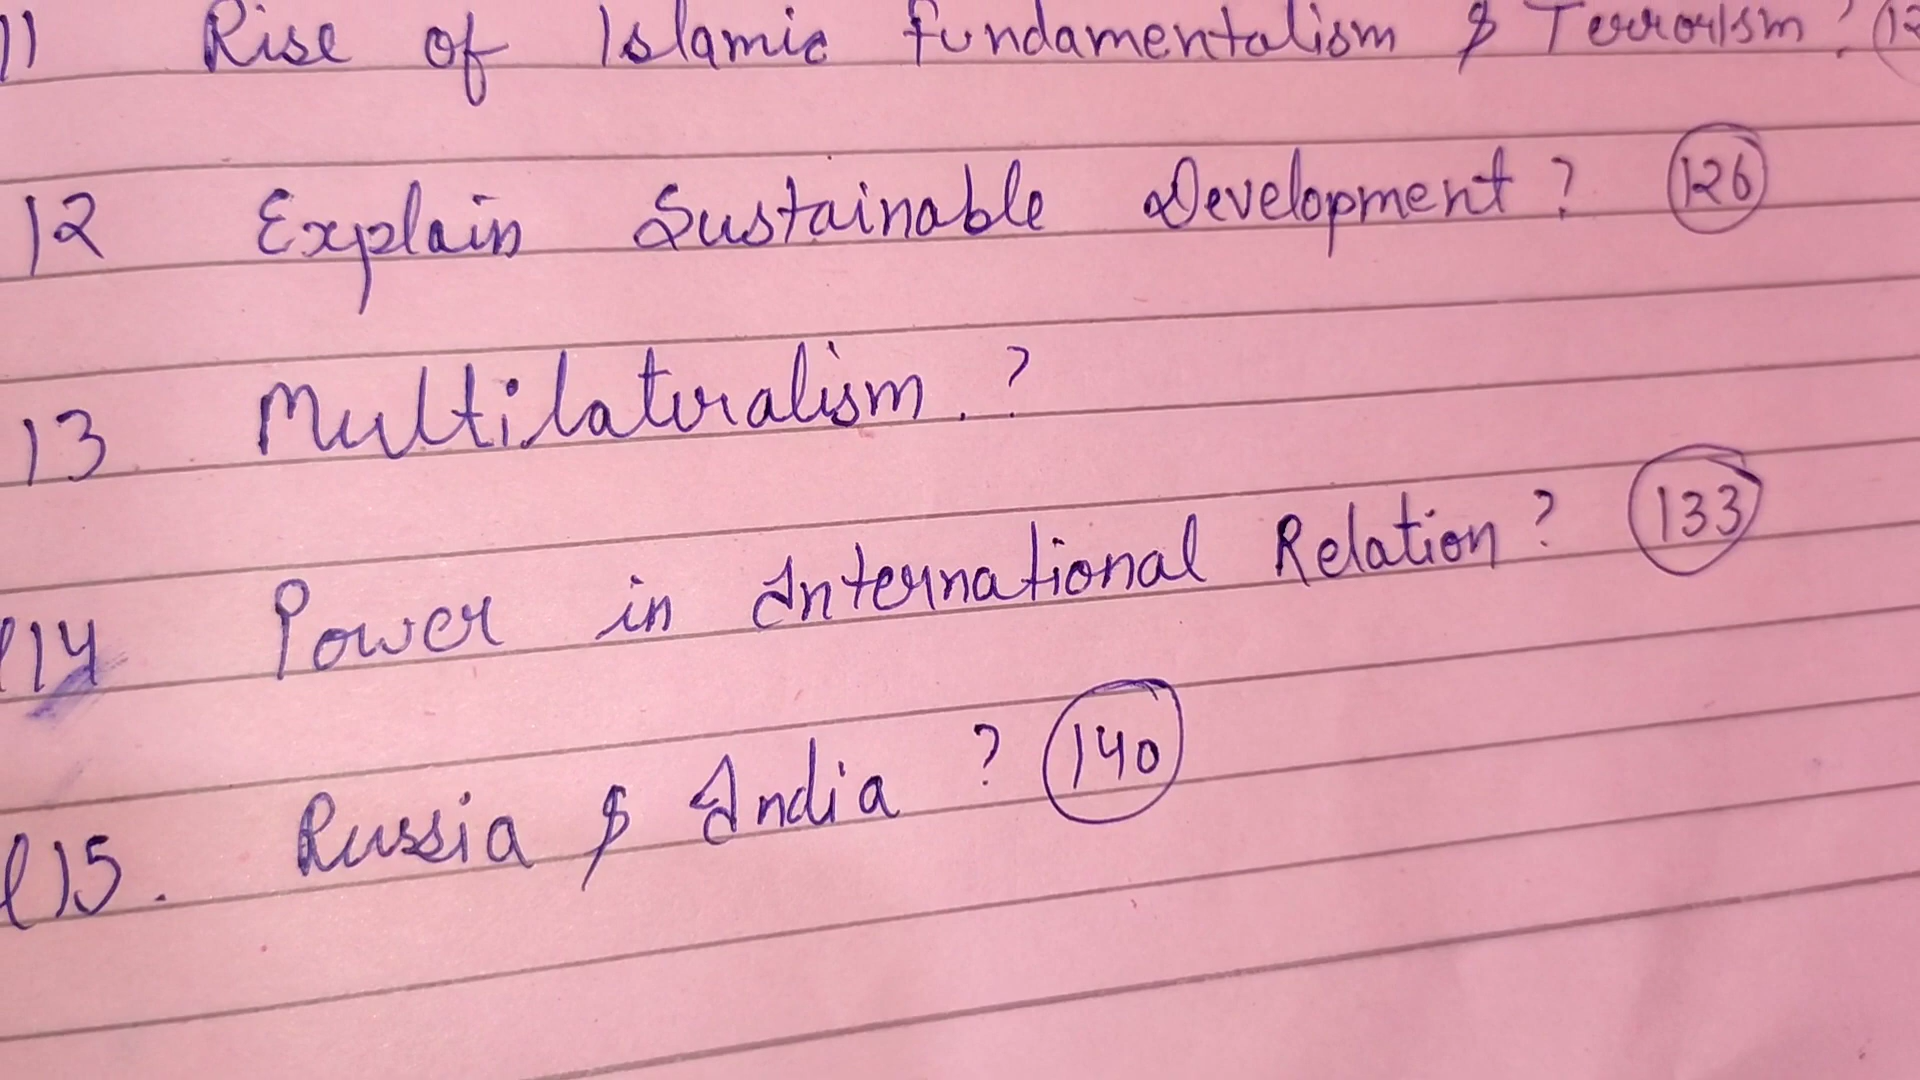 11 Rise of Islamic fundamentalism & Terrorism?
12 Explain Sustainable Development? 126
13 Multilateralism.?
14 Power in International Relation? 133
15. Russia & India? 140